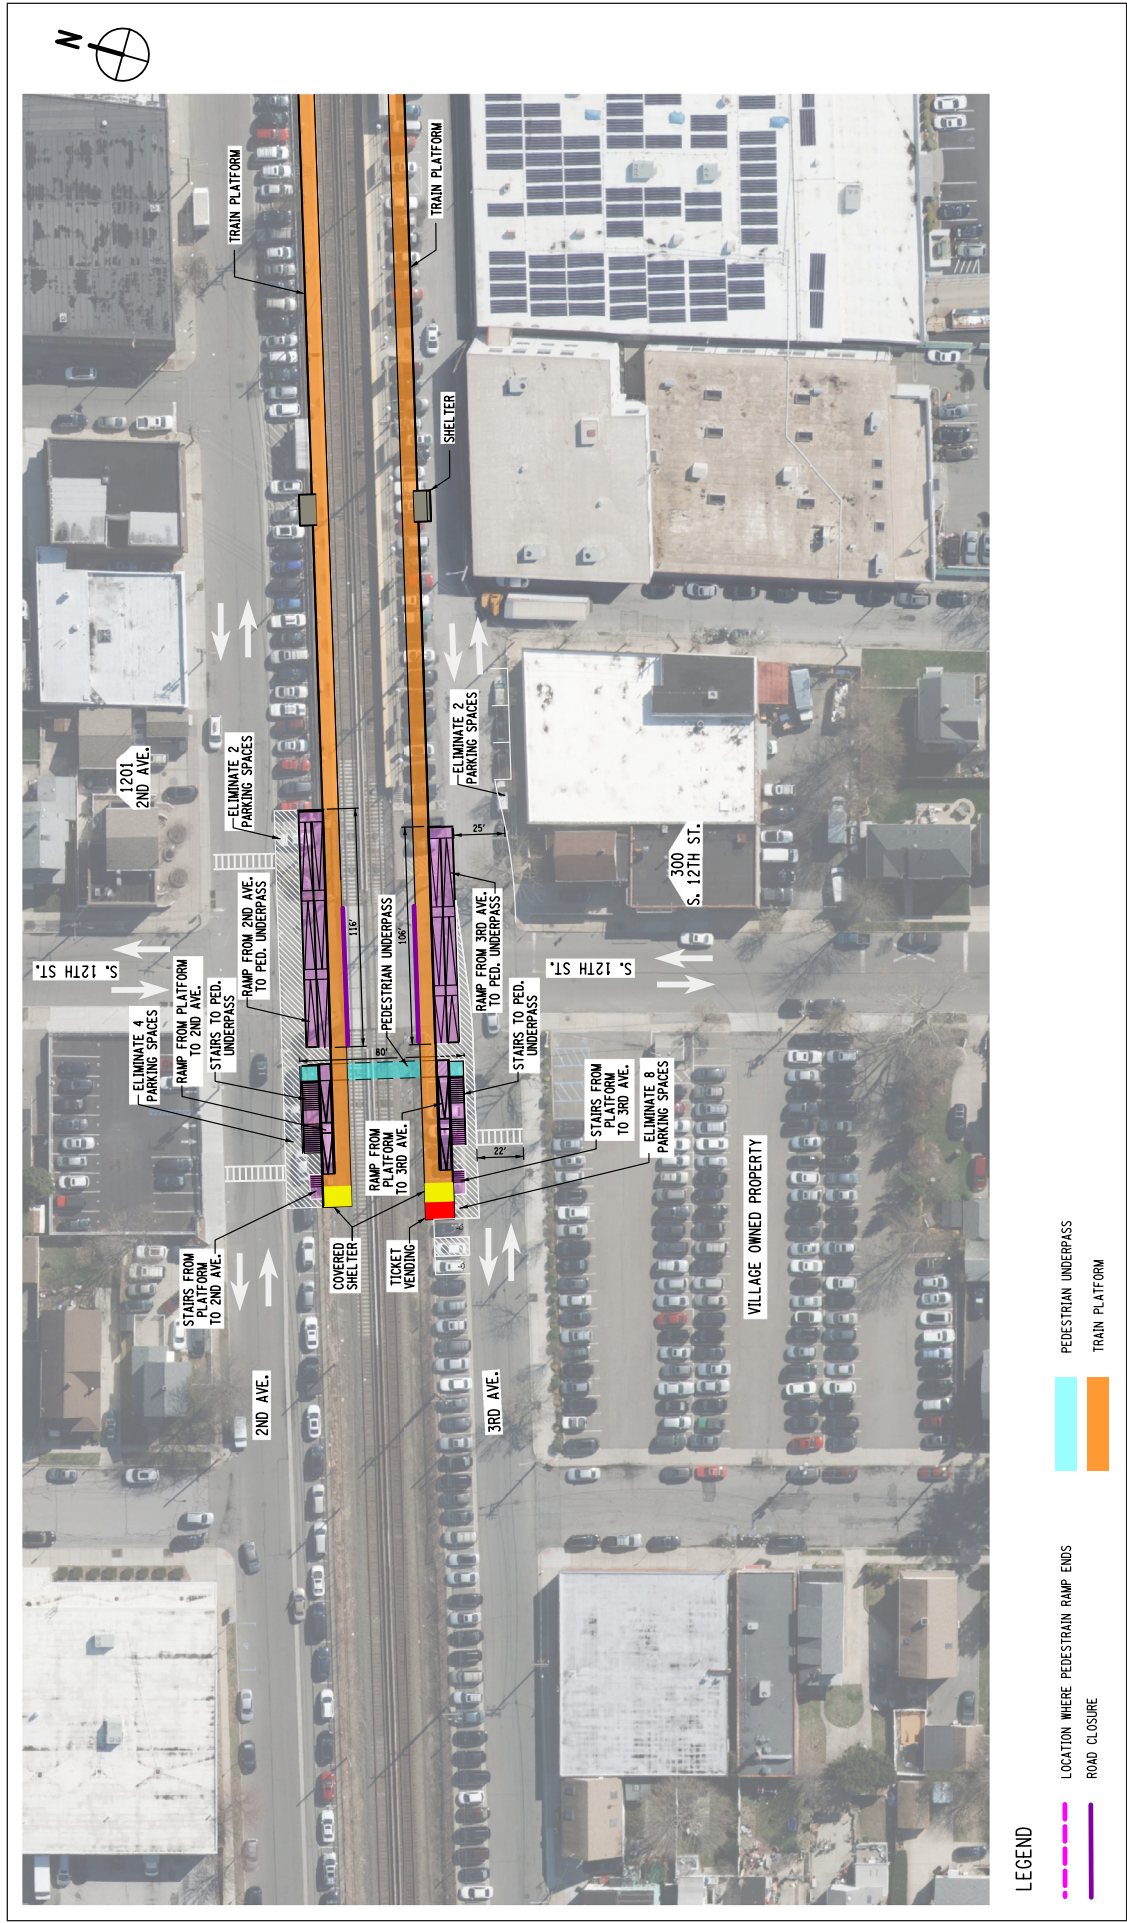 N
TRAIN PLATFORM
TRAIN PLATFORM
SHELTER
1201
2ND AVE.
ELIMINATE 2
PARKING SPACES
ELIMINATE 2
PARKING SPACES
25'
300
S. 12TH ST.
S. 12TH ST.
S. 12TH ST.
RAMP FROM 2ND AVE.
TO PED. UNDERPASS
116'
106'
PEDESTRIAN UNDERPASS
RAMP FROM 3RD AVE.
TO PED. UNDERPASS
RAMP FROM PLATFORM
TO 2ND AVE.
STAIRS TO PED.
UNDERPASS
ELIMINATE 4
PARKING SPACES
80'
STAIRS TO PED.
UNDERPASS
RAMP FROM
PLATFORM
TO 3RD AVE.
STAIRS FROM
PLATFORM
TO 3RD AVE.
ELIMINATE 8
PARKING SPACES
22'
STAIRS FROM
PLATFORM
TO 2ND AVE.
COVERED
SHELTER
TICKET
VENDING
VILLAGE OWNED PROPERTY
2ND AVE.
3RD AVE.
LEGEND
LOCATION WHERE PEDESTRAIN RAMP ENDS
ROAD CLOSURE
PEDESTRIAN UNDERPASS
TRAIN PLATFORM